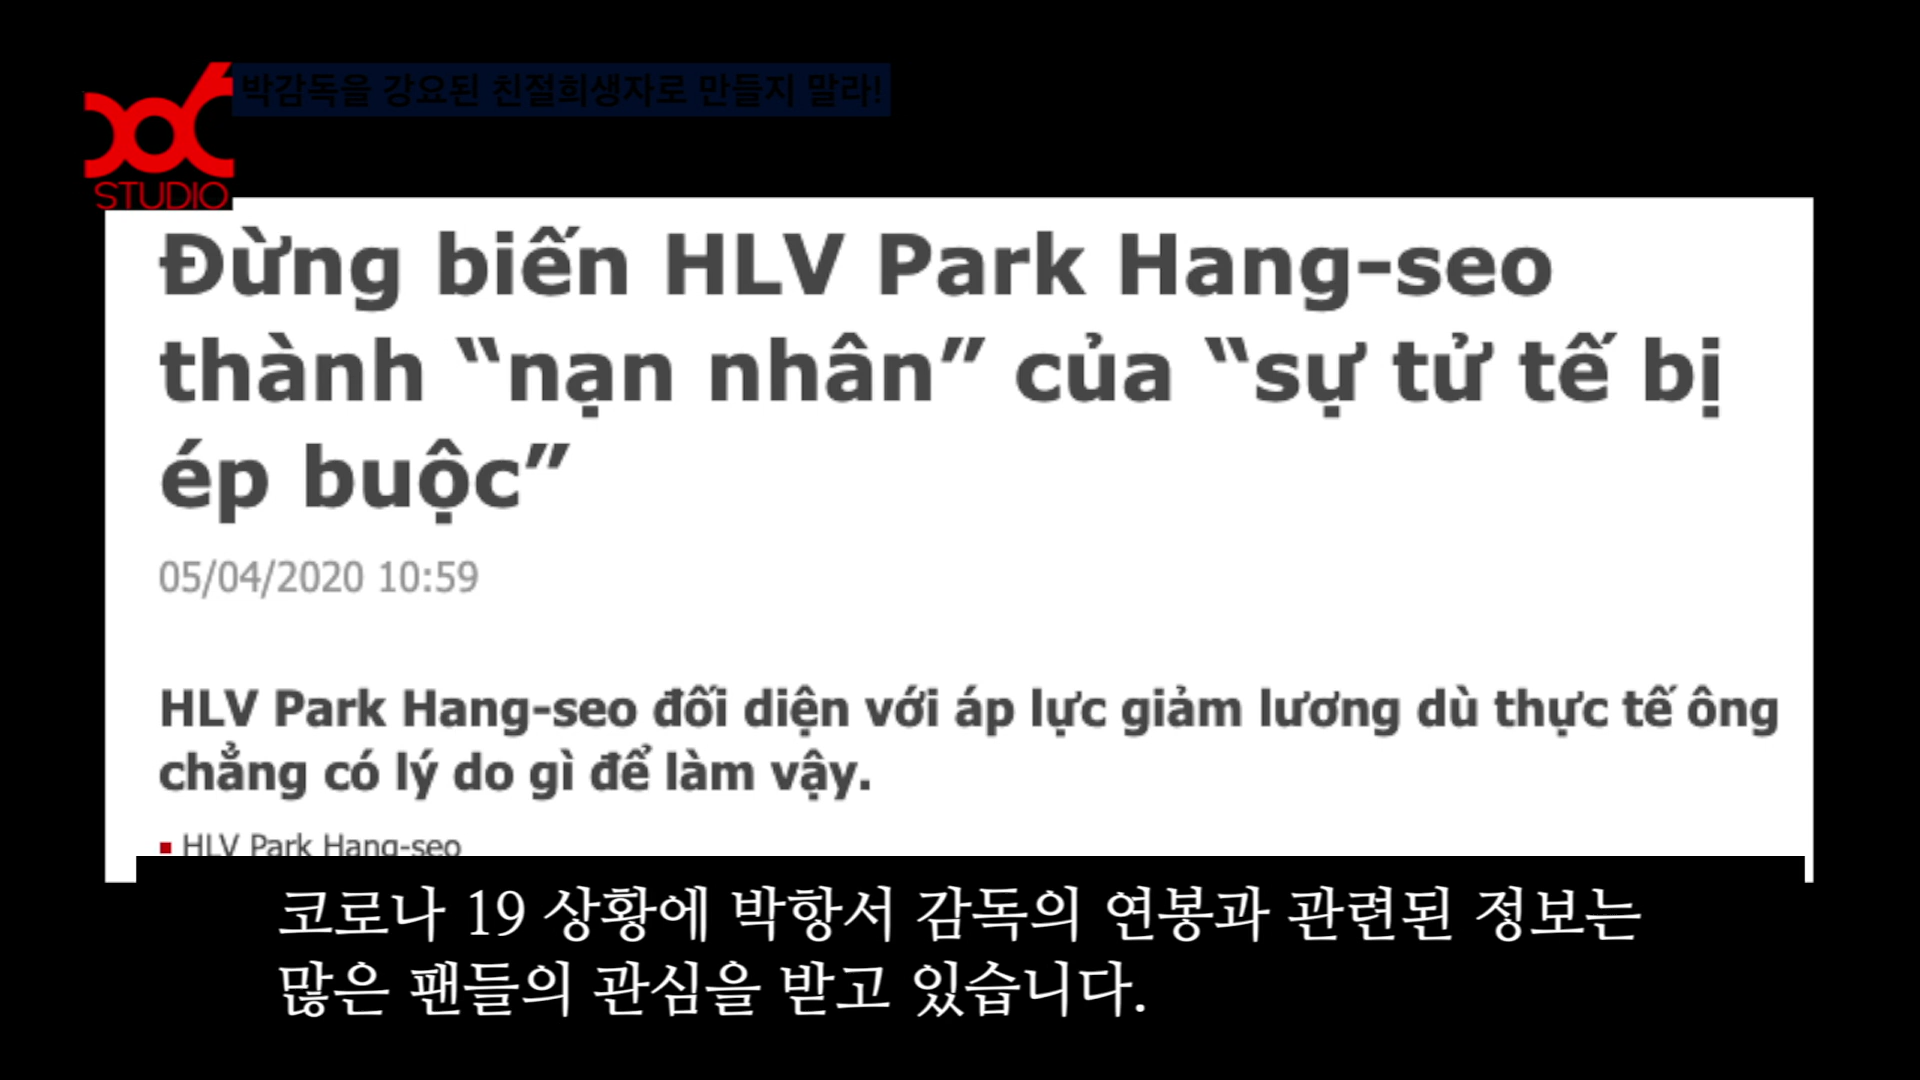 박감독을 강요된 친절희생자로 만들지 말라!
STUDIO
Đừng biến HLV Park Hang-seo
thành “nạn nhân” của “sự tử tế bị
ép buộc”
05/04/2020 10:59
HLV Park Hang-seo đối diện với áp lực giảm lương dù thực tế ông
chẳng có lý do gì để làm vậy.
HLV Park Hang-seo
코로나 19 상황에 박항서 감독의 연봉과 관련된 정보는
많은 팬들의 관심을 받고 있습니다.